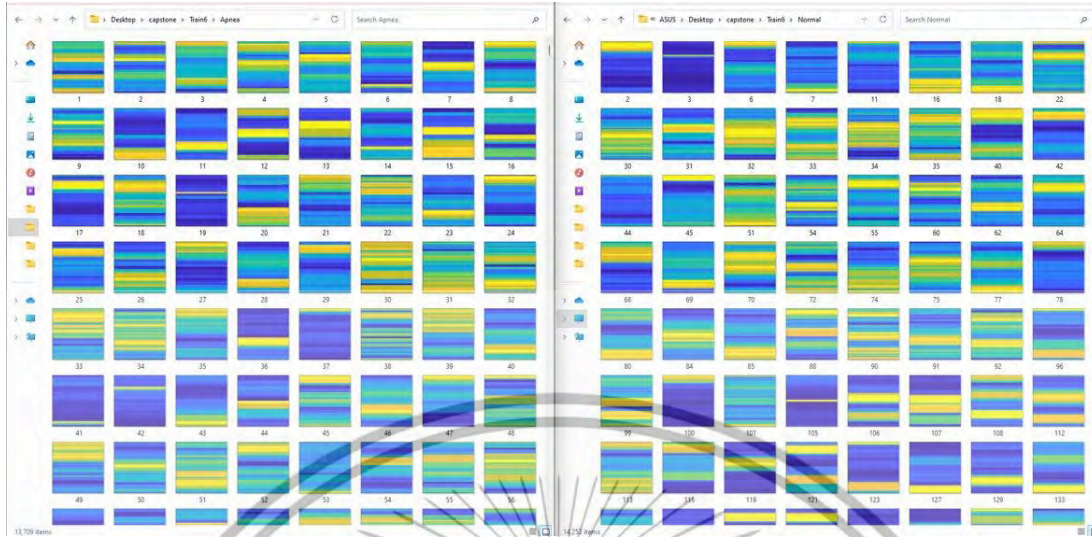 Desktop > capstone > Train6 > Apnea
Search Apnea
1 2 3 4 5 6 7 8
9 10 11 12 13 14 15 16
17 18 19 20 21 22 23 24
25 26 27 28 29 30 31 32
33 34 35 36 37 38 39 40
41 42 43 44 45 46 47 48
49 50 51 52 53 54 55 56
13,709 items
« ASUS > Desktop > capstone > Train6 > Normal
Search Normal
2 3 6 7 11 16 18 22
30 31 32 33 34 35 40 42
44 45 51 54 55 60 62 64
68 69 70 72 74 75 77 78
80 84 85 88 90 91 92 96
99 100 101 105 106 107 108 112
113 115 119 121 123 127 129 133
14,253 items